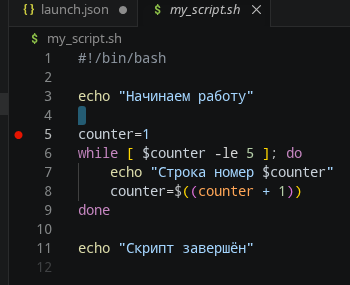 launch.json
$ my_script.sh
$ my_script.sh
1 #!/bin/bash
2
3 echo "Начинаем работу"
4
5 counter=1
6 while [ $counter -le 5 ]; do
7 echo "Строка номер $counter"
8 counter=$((counter + 1))
9 done
10
11 echo "Скрипт завершён"
12